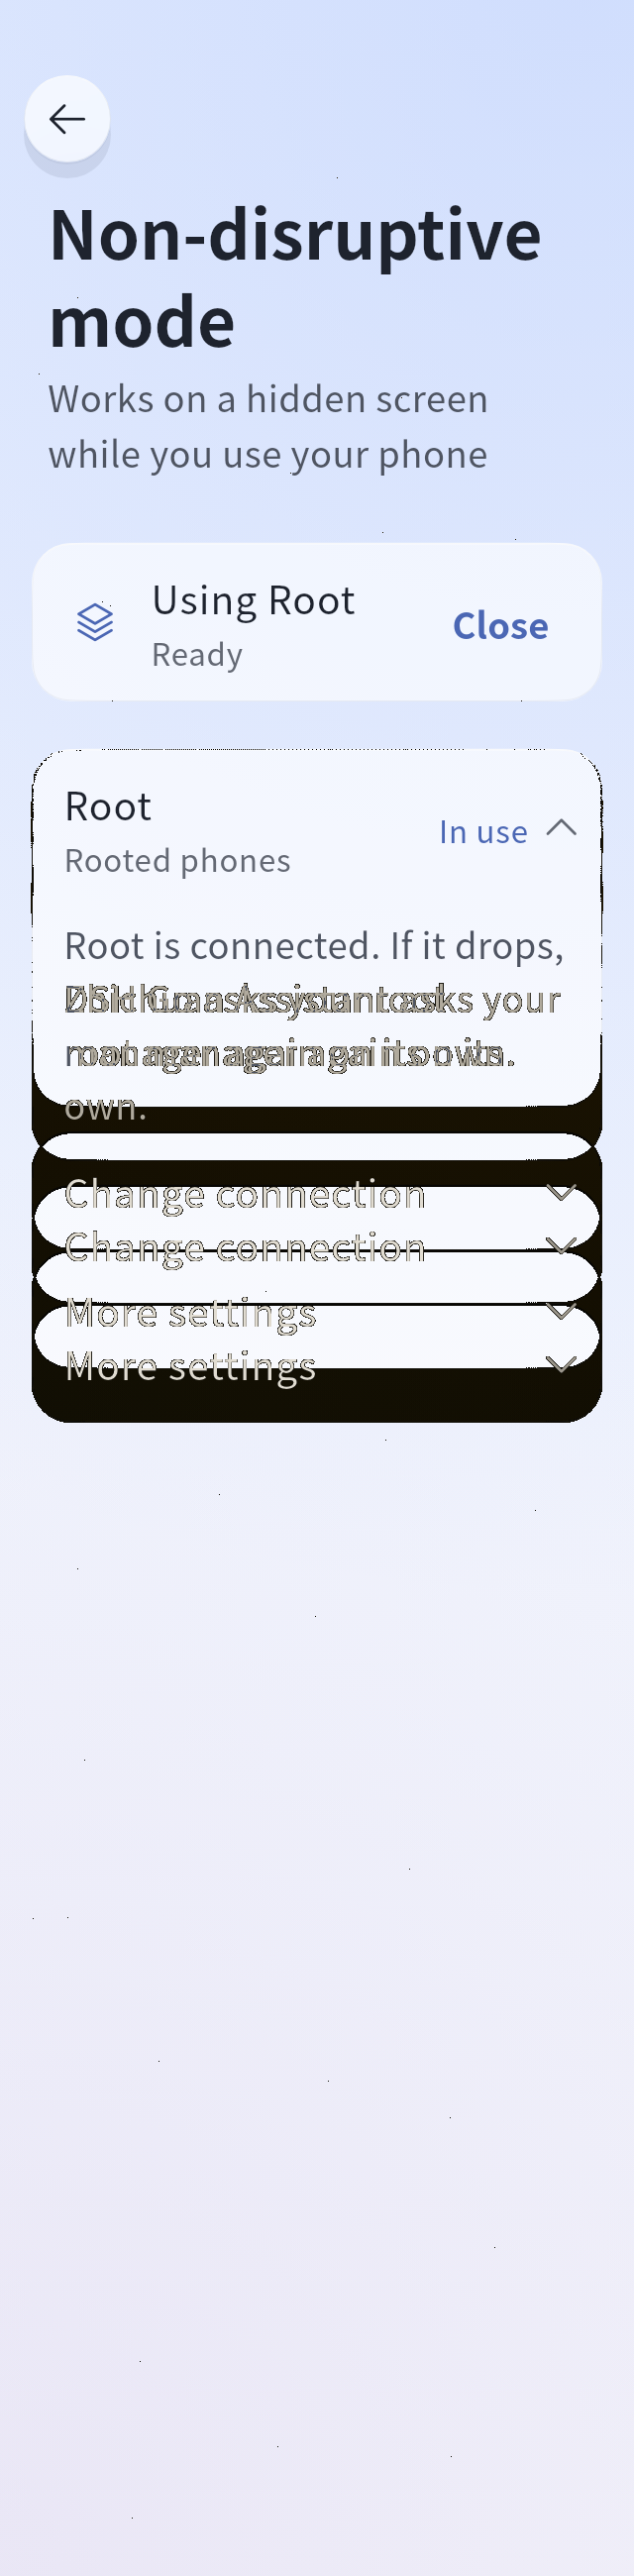 Non-disruptive
mode
Works on a hidden screen
while you use your phone
Using Root
Ready
Close
Root
Rooted phones
In use
Root is connected. If it drops,
your
own.
Change connection
Change connection
More settings
More settings